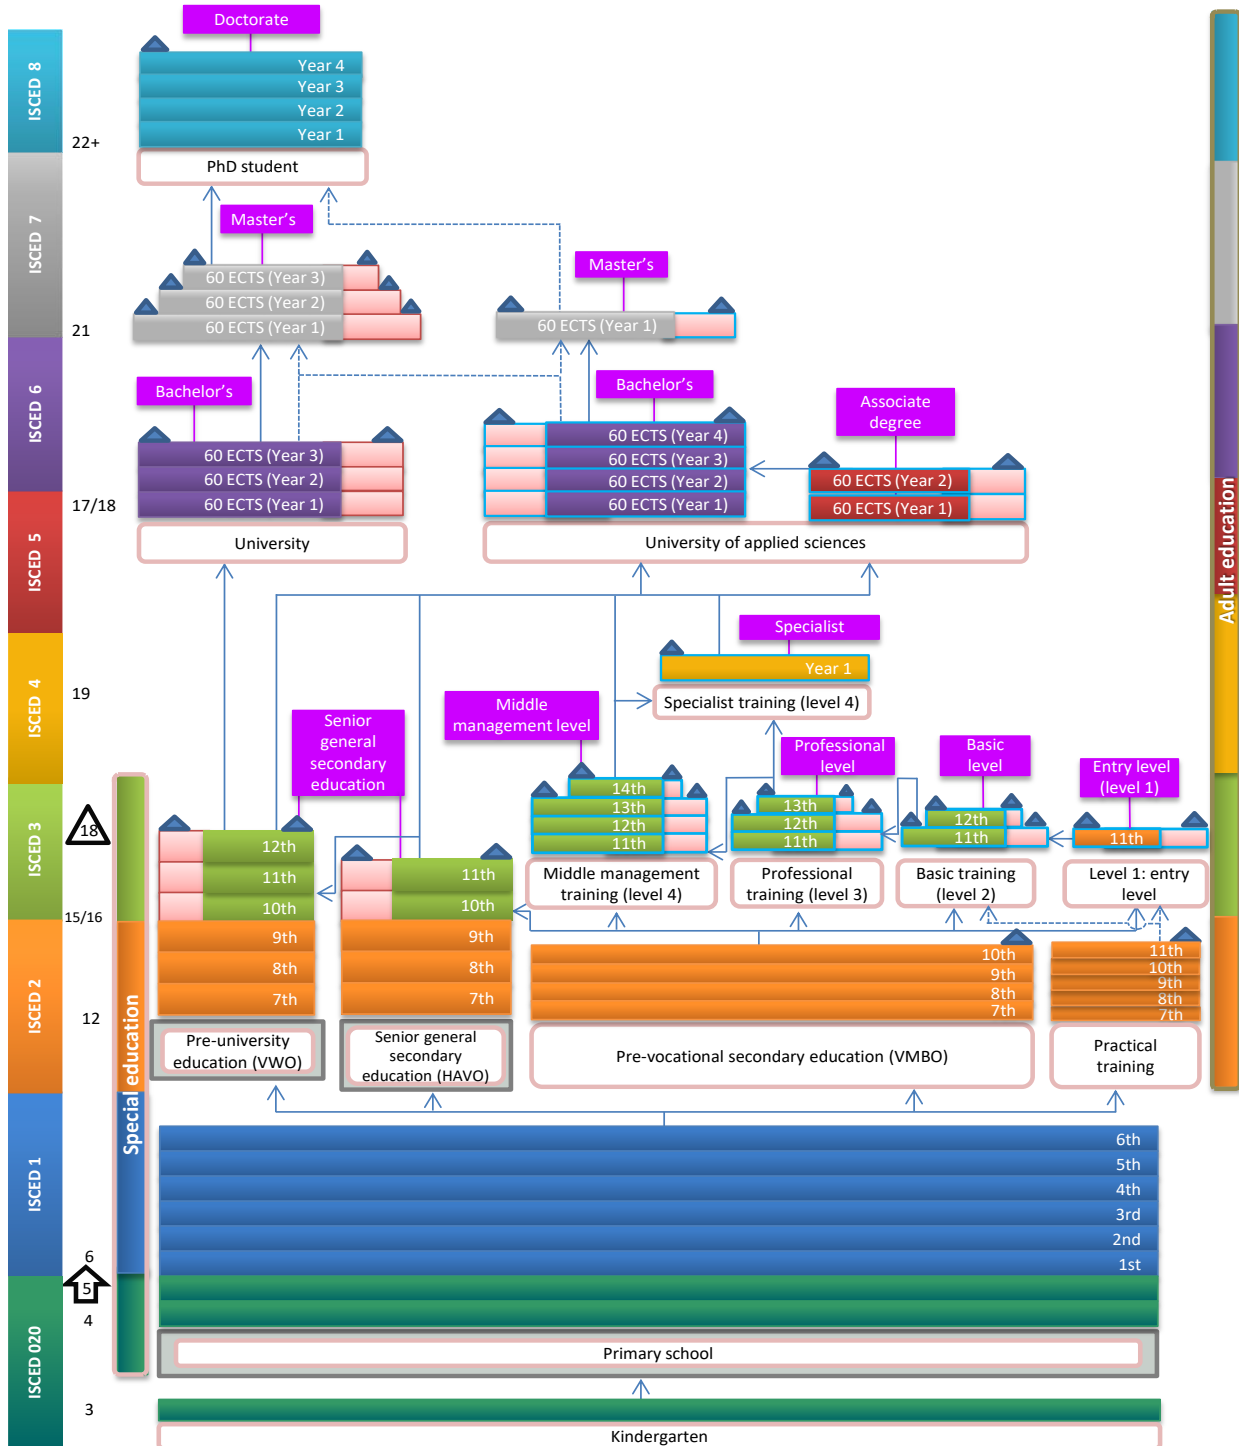 Doctorate
ISCED 8
Year 4
Year 3
Year 2
Year 1
22+
PhD student
ISCED 7
Master's
60 ECTS (Year 3)
60 ECTS (Year 2)
60 ECTS (Year 1)
Master's
60 ECTS (Year 1)
21
ISCED 6
Bachelor's
60 ECTS (Year 3)
60 ECTS (Year 2)
60 ECTS (Year 1)
University
Bachelor's
60 ECTS (Year 4)
60 ECTS (Year 3)
60 ECTS (Year 2)
60 ECTS (Year 1)
Associate
degree
60 ECTS (Year 2)
60 ECTS (Year 1)
University of applied sciences
17/18
ISCED 5
Adult education
ISCED 4
19
Specialist
Year 1
Specialist training (level 4)
Senior
general
secondary
education
Middle
management level
14th
13th
12th
11th
Middle management
training (level 4)
Professional
level
13th
12th
11th
Professional
training (level 3)
Basic
level
12th
11th
Basic training
(level 2)
Entry level
(level 1)
11th
Level 1: entry
level
ISCED 3
18
15/16
12th
11th
10th
9th
8th
7th
Pre-university
education (VWO)
11th
10th
9th
8th
7th
Senior general
secondary
education (HAVO)
10th
9th
8th
7th
Pre-vocational secondary education (VMBO)
11th
10th
9th
8th
7th
Practical
training
ISCED 2
12
Special education
ISCED 1
6th
5th
4th
3rd
2nd
1st
6
5
4
ISCED 020
Primary school
3
Kindergarten